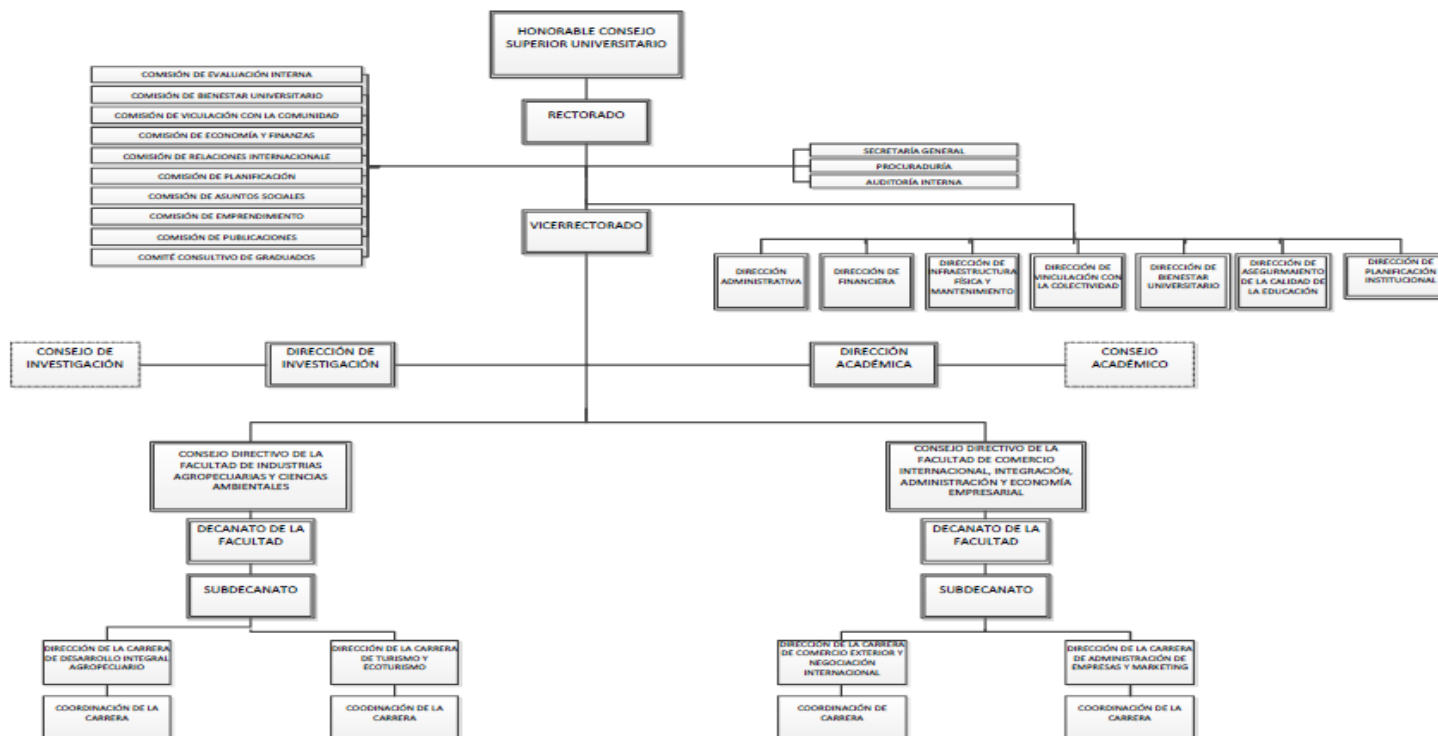 HONORABLE CONSEJO
SUPERIOR UNIVERSITARIO
RECTORADO
COMISIÓN DE EVALUACIÓN INTERNA
COMISIÓN DE BIENESTAR UNIVERSITARIO
COMISIÓN DE VICULACIÓN CON LA COMUNIDAD
COMISIÓN DE ECONOMÍA Y FINANZAS
COMISIÓN DE RELACIONES INTERNACIONALE
COMISIÓN DE PLANIFICACIÓN
COMISIÓN DE ASUNTOS SOCIALES
COMISIÓN DE EMPRENDIMIENTO
COMISIÓN DE PUBLICACIONES
COMITÉ CONSULTIVO DE GRADUADOS
SECRETARÍA GENERAL
PROCURADURÍA
AUDITORÍA INTERNA
VICERRECTORADO
DIRECCIÓN
ADMINISTRATIVA
DIRECCIÓN DE
FINANCIERA
DIRECCIÓN DE
INFRAESTRUCTURA
FÍSICA Y
MANTENIMIENTO
DIRECCIÓN DE
VINCULACIÓN CON
LA COLECTIVIDAD
DIRECCIÓN DE
BIENESTAR
UNIVERSITARIO
DIRECCIÓN DE
ASEGURMAIENTO
DE LA CALIDAD DE
LA EDUCACIÓN
DIRECCIÓN DE
PLANIFICACIÓN
INSTITUCIONAL
CONSEJO DE
INVESTIGACIÓN
DIRECCIÓN DE
INVESTIGACIÓN
DIRECCIÓN
ACADÉMICA
CONSEJO
ACADÉMICO
CONSEJO DIRECTIVO DE LA
FACULTAD DE INDUSTRIAS
AGROPECUARIAS Y CIENCIAS
AMBIENTALES
CONSEJO DIRECTIVO DE LA
FACULTAD DE COMERCIO
INTERNACIONAL, INTEGRACIÓN,
ADMINISTRACIÓN Y ECONOMÍA
EMPRESARIAL
DECANATO DE LA
FACULTAD
DECANATO DE LA
FACULTAD
SUBDECANATO
SUBDECANATO
DIRECCIÓN DE LA CARRERA
DE DESARROLLO INTEGRAL
AGROPECUARIO
DIRECCIÓN DE LA CARRERA
DE TURISMO Y
ECOTURISMO
DIRECCIÓN DE LA CARRERA
DE COMERCIO EXTERIOR Y
NEGOCIACIÓN
INTERNACIONAL
DIRECCIÓN DE LA CARRERA
DE ADMINISTRACIÓN DE
EMPRESAS Y MARKETING
COORDINACIÓN DE LA
CARRERA
COODINACIÓN DE LA
CARRERA
COORDINACIÓN DE
CARRERA
COORDINACIÓN DE LA
CARRERA